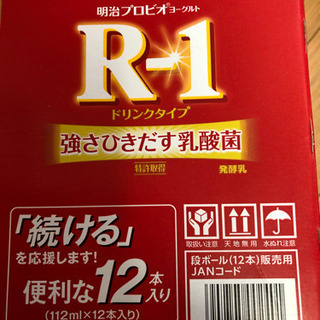 明治プロビオヨーグルト
R-1
ドリンクタイプ
強さひきだす乳酸菌
特許取得
発酵乳
「続ける」
を応援します!
便利な12本入り
(112ml×12本入り)
取扱い注意
天地無用
水ぬれ注意
段ボール(12本)販売用
JANコード